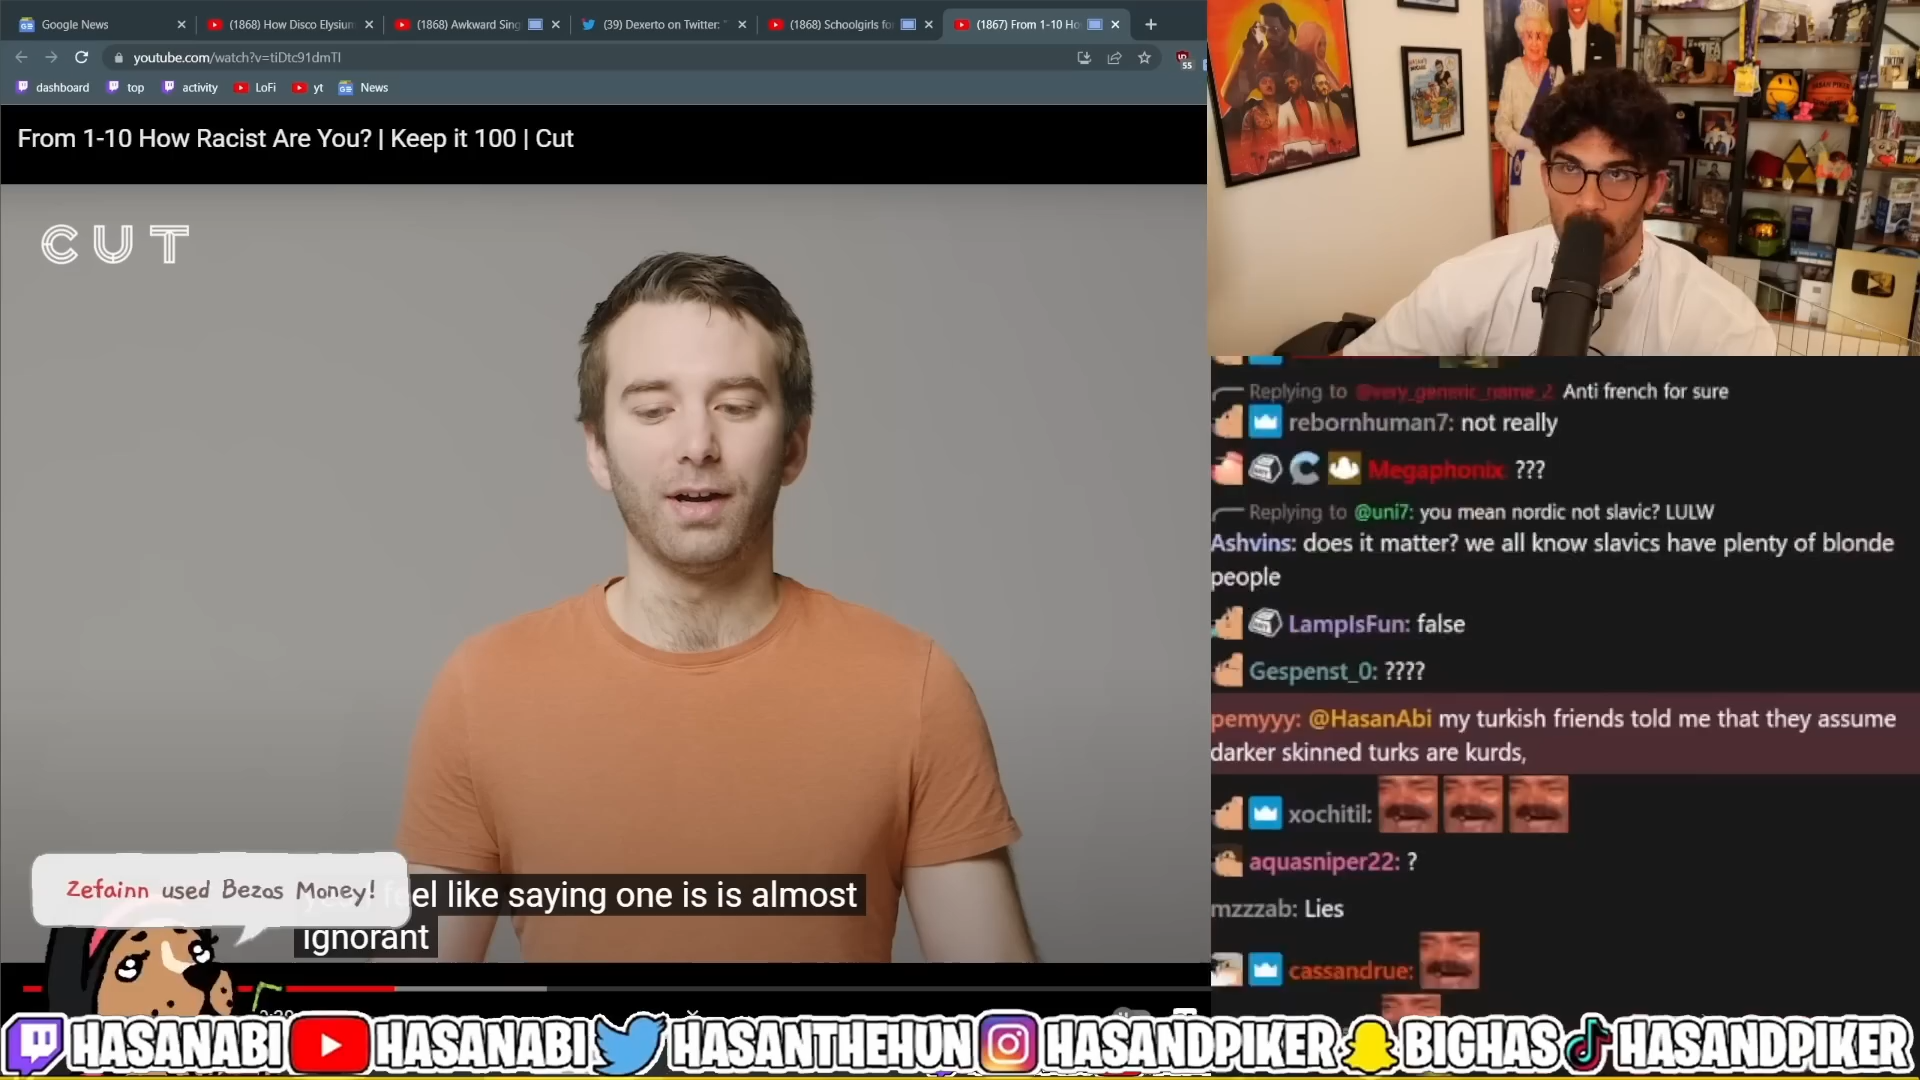 Google News
(1868) How Disco Elysium
(1868) Awkward Sing
(39) Dexerto on Twitter: "
(1868) Schoolgirls for
(1867) From 1-10 Ho
youtube.com/watch?v=tiDtc91dmTI
55
dashboard
top
activity
LoFi
yt
News
From 1-10 How Racist Are You? | Keep it 100 | Cut
CUT
Zefainn used Bezos Money!
feel like saying one is is almost
ignorant
Replying to @very_generic_name_2 Anti french for sure
rebornhuman7: not really
Megaphonix ???
Replying to @uni7: you mean nordic not slavic? LULW
Ashvins: does it matter? we all know slavics have plenty of blonde
people
LampIsFun: false
Gespenst_0: ????
pemyyy: @HasanAbi my turkish friends told me that they assume
darker skinned turks are kurds,
xochitil:
aquasniper22: ?
mzzzab: Lies
cassandrue:
HASANABI HASANABI HASANTHEHUN HASANDPIKER BIGHAS HASANDPIKER